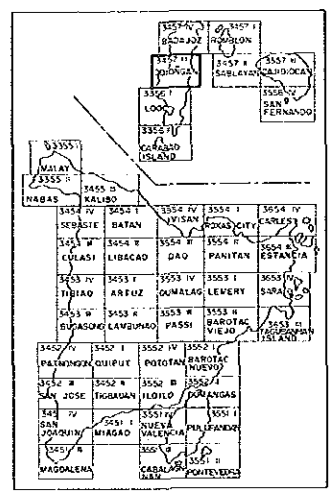 3457 IV 3457 I
BADAJOZ ROMBLON
3457 III 3457 II 3557 III
ODIONGAN SABLAYAN CAJIDIOCAN
3356 I 3556 IV
LOOC SAN
FERNANDO
3356 II
CARABAO
ISLAND
3355 I
MALAY
3355 II 3455 III
NABAS KALIBO
3454 IV 3454 I 3554 IV 3554 I 3654 IV
SEBASTE BATAN IVISAN ROXAS CITY CARLES
3454 III 3454 II 3554 III 3554 II 3654 III
CULASI LIBACAO DAO PANITAN ESTANCIA
3453 IV 3453 I 3553 IV 3553 I 3653 IV
TIBIAO DUMALAG LEMERY SARA
3453 III 3453 II 3553 III 3553 II 3653 III
BUGASONG LAMBUNAO PASSI BAROTAC
VIEJO TAGUBANHAN
ISLAND
3452 IV 3452 I 3552 IV 3552 I
PATNONGON POTOTAN BAROTAC
NUEVO
3452 III 3452 II 3552 III 3552 II
SAN JOSE TIGBAUAN ILOILO DUMANGAS
3451 IV 3451 I 3551 IV 3551 I
SAN
JOAQUIN MIAGAO NUEVA
VALENCIA PULUPANDAN
3451 III 3551 III 3551 II
MAGDALENA PONTEVEDRA